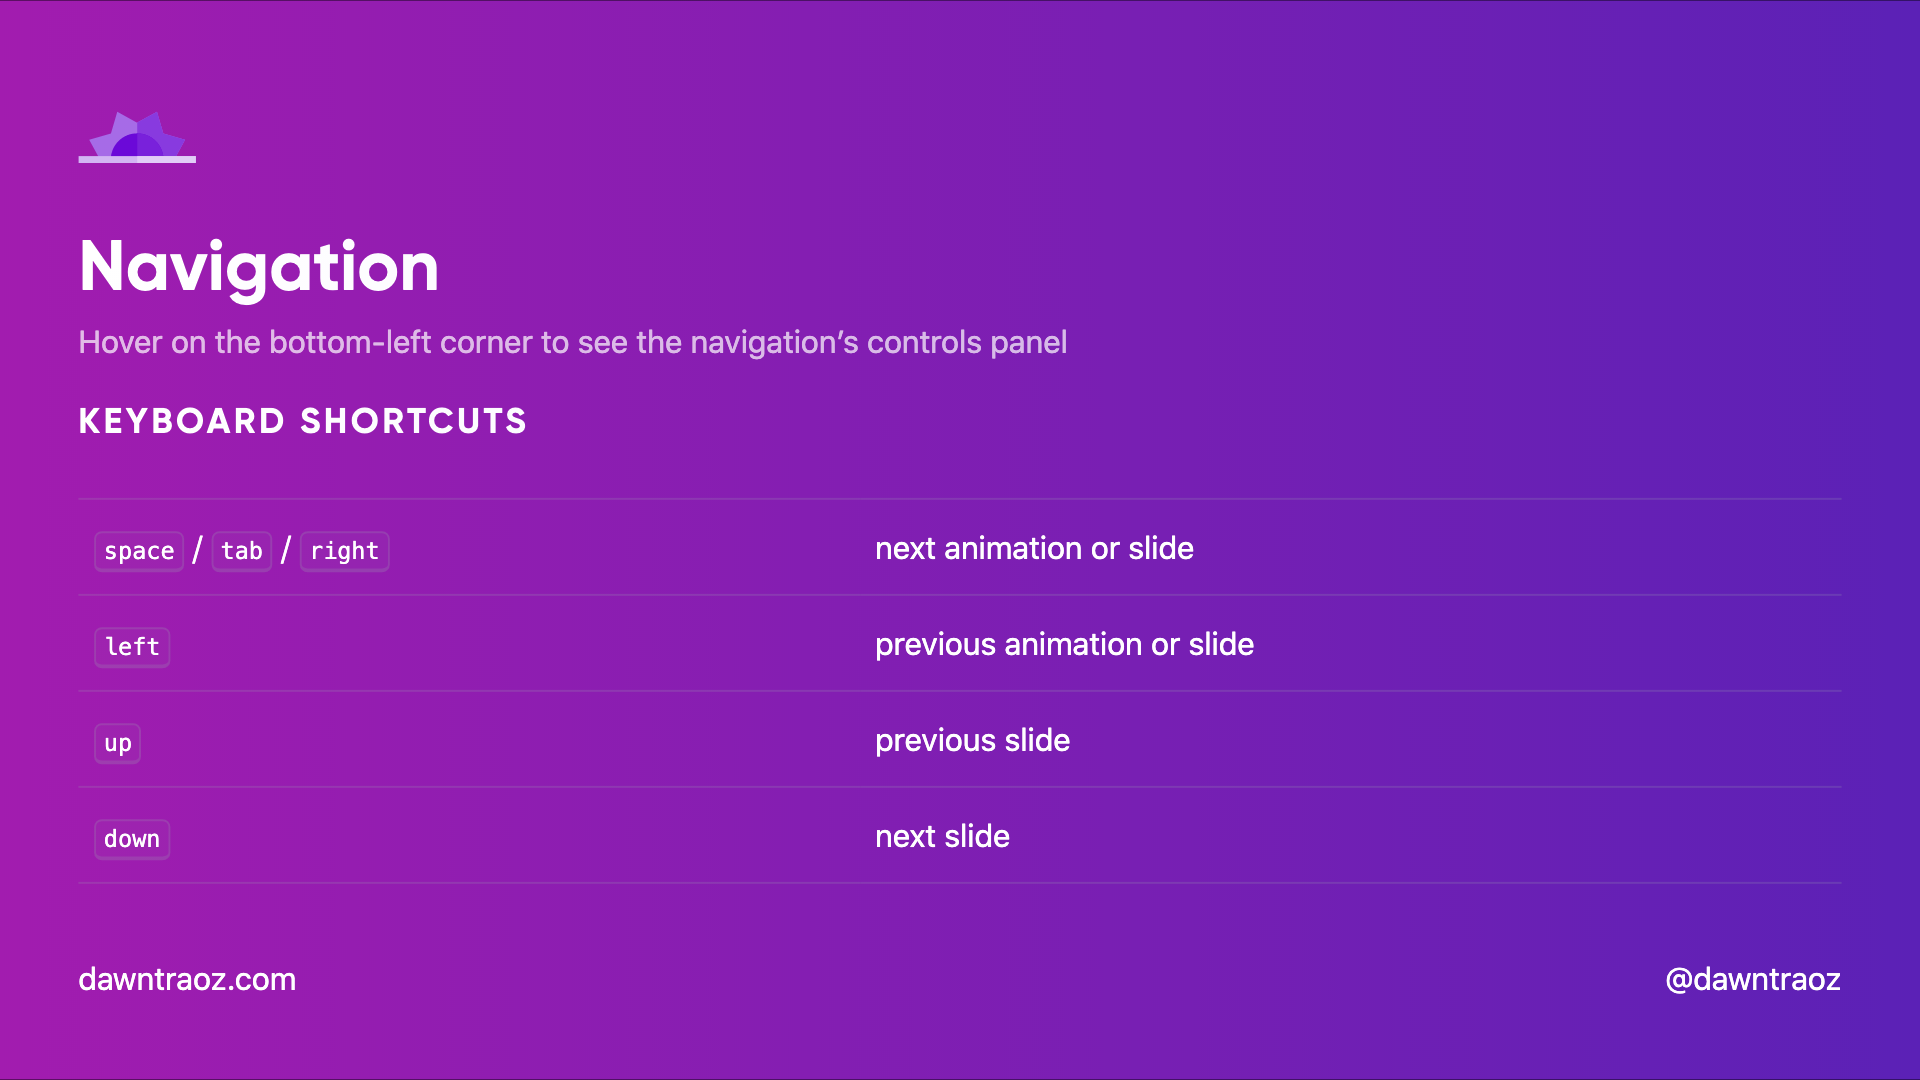 Navigation
Hover on the bottom-left corner to see the navigation’s controls panel
KEYBOARD SHORTCUTS
space / tab / right next animation or slide
left previous animation or slide
up previous slide
down next slide
dawntraoz.com @dawntraoz